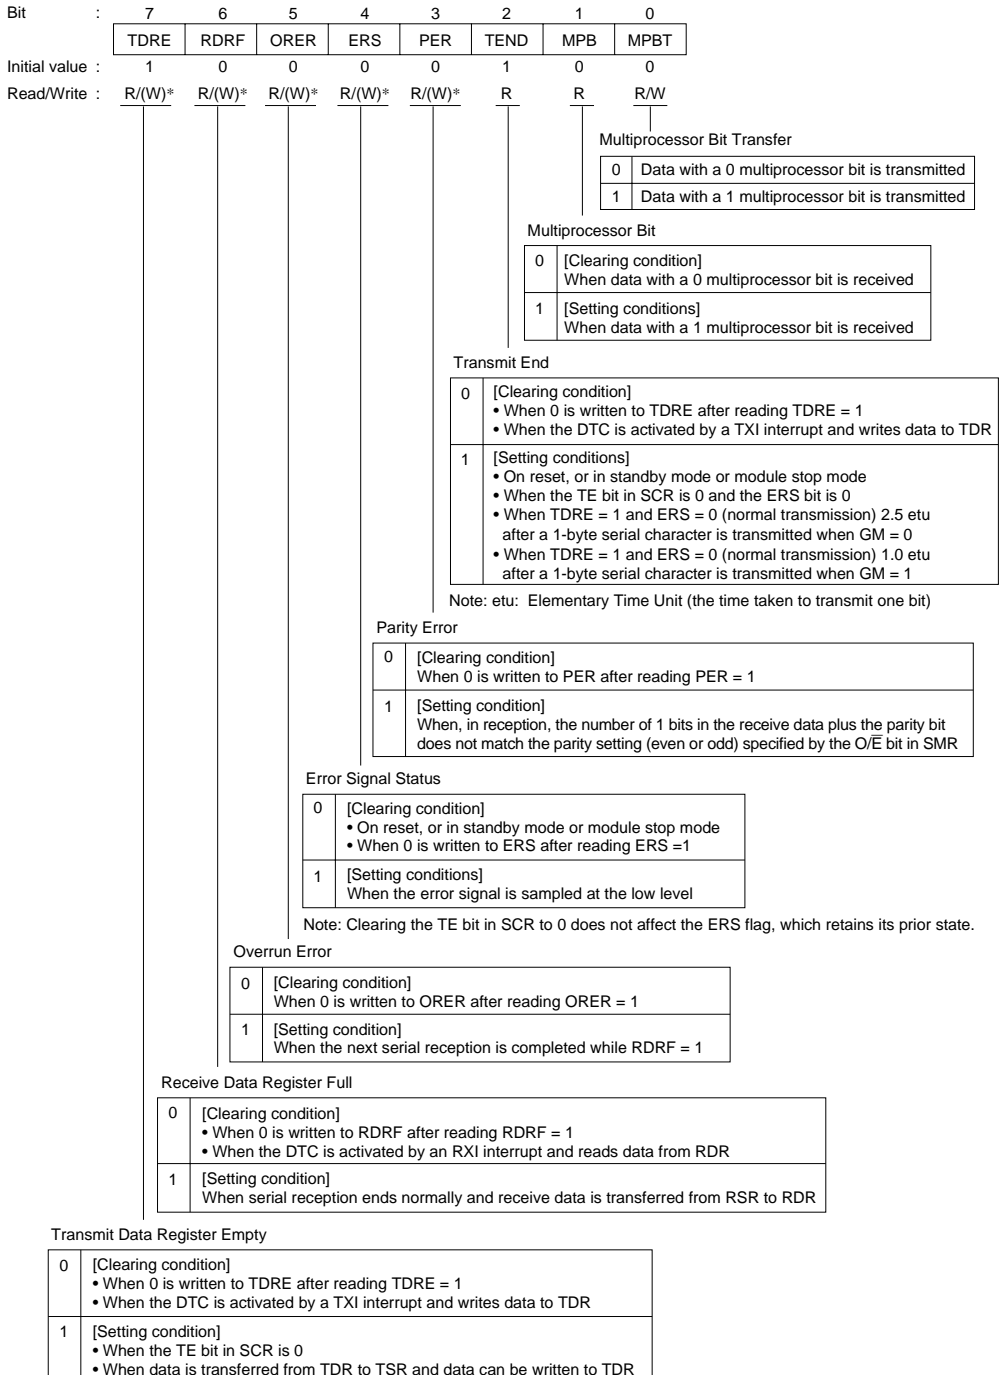 Bit : 7 6 5 4 3 2 1 0
TDRE RDRF ORER ERS PER TEND MPB MPBT
Initial value : 1 0 0 0 0 1 0 0
Read/Write : R/(W)* R/(W)* R/(W)* R/(W)* R/(W)* R R R/W
Multiprocessor Bit Transfer
0 Data with a 0 multiprocessor bit is transmitted
1 Data with a 1 multiprocessor bit is transmitted
Multiprocessor Bit
0 [Clearing condition]
When data with a 0 multiprocessor bit is received
1 [Setting conditions]
When data with a 1 multiprocessor bit is received
Transmit End
0 [Clearing condition]
• When 0 is written to TDRE after reading TDRE = 1
• When the DTC is activated by a TXI interrupt and writes data to TDR
1 [Setting conditions]
• On reset, or in standby mode or module stop mode
• When the TE bit in SCR is 0 and the ERS bit is 0
• When TDRE = 1 and ERS = 0 (normal transmission) 2.5 etu
after a 1-byte serial character is transmitted when GM = 0
• When TDRE = 1 and ERS = 0 (normal transmission) 1.0 etu
after a 1-byte serial character is transmitted when GM = 1
Note: etu: Elementary Time Unit (the time taken to transmit one bit)
Parity Error
0 [Clearing condition]
When 0 is written to PER after reading PER = 1
1 [Setting condition]
When, in reception, the number of 1 bits in the receive data plus the parity bit
does not match the parity setting (even or odd) specified by the O/E̅ bit in SMR
Error Signal Status
0 [Clearing condition]
• On reset, or in standby mode or module stop mode
• When 0 is written to ERS after reading ERS =1
1 [Setting conditions]
When the error signal is sampled at the low level
Note: Clearing the TE bit in SCR to 0 does not affect the ERS flag, which retains its prior state.
Overrun Error
0 [Clearing condition]
When 0 is written to ORER after reading ORER = 1
1 [Setting condition]
When the next serial reception is completed while RDRF = 1
Receive Data Register Full
0 [Clearing condition]
• When 0 is written to RDRF after reading RDRF = 1
• When the DTC is activated by an RXI interrupt and reads data from RDR
1 [Setting condition]
When serial reception ends normally and receive data is transferred from RSR to RDR
Transmit Data Register Empty
0 [Clearing condition]
• When 0 is written to TDRE after reading TDRE = 1
• When the DTC is activated by a TXI interrupt and writes data to TDR
1 [Setting condition]
• When the TE bit in SCR is 0
• When data is transferred from TDR to TSR and data can be written to TDR